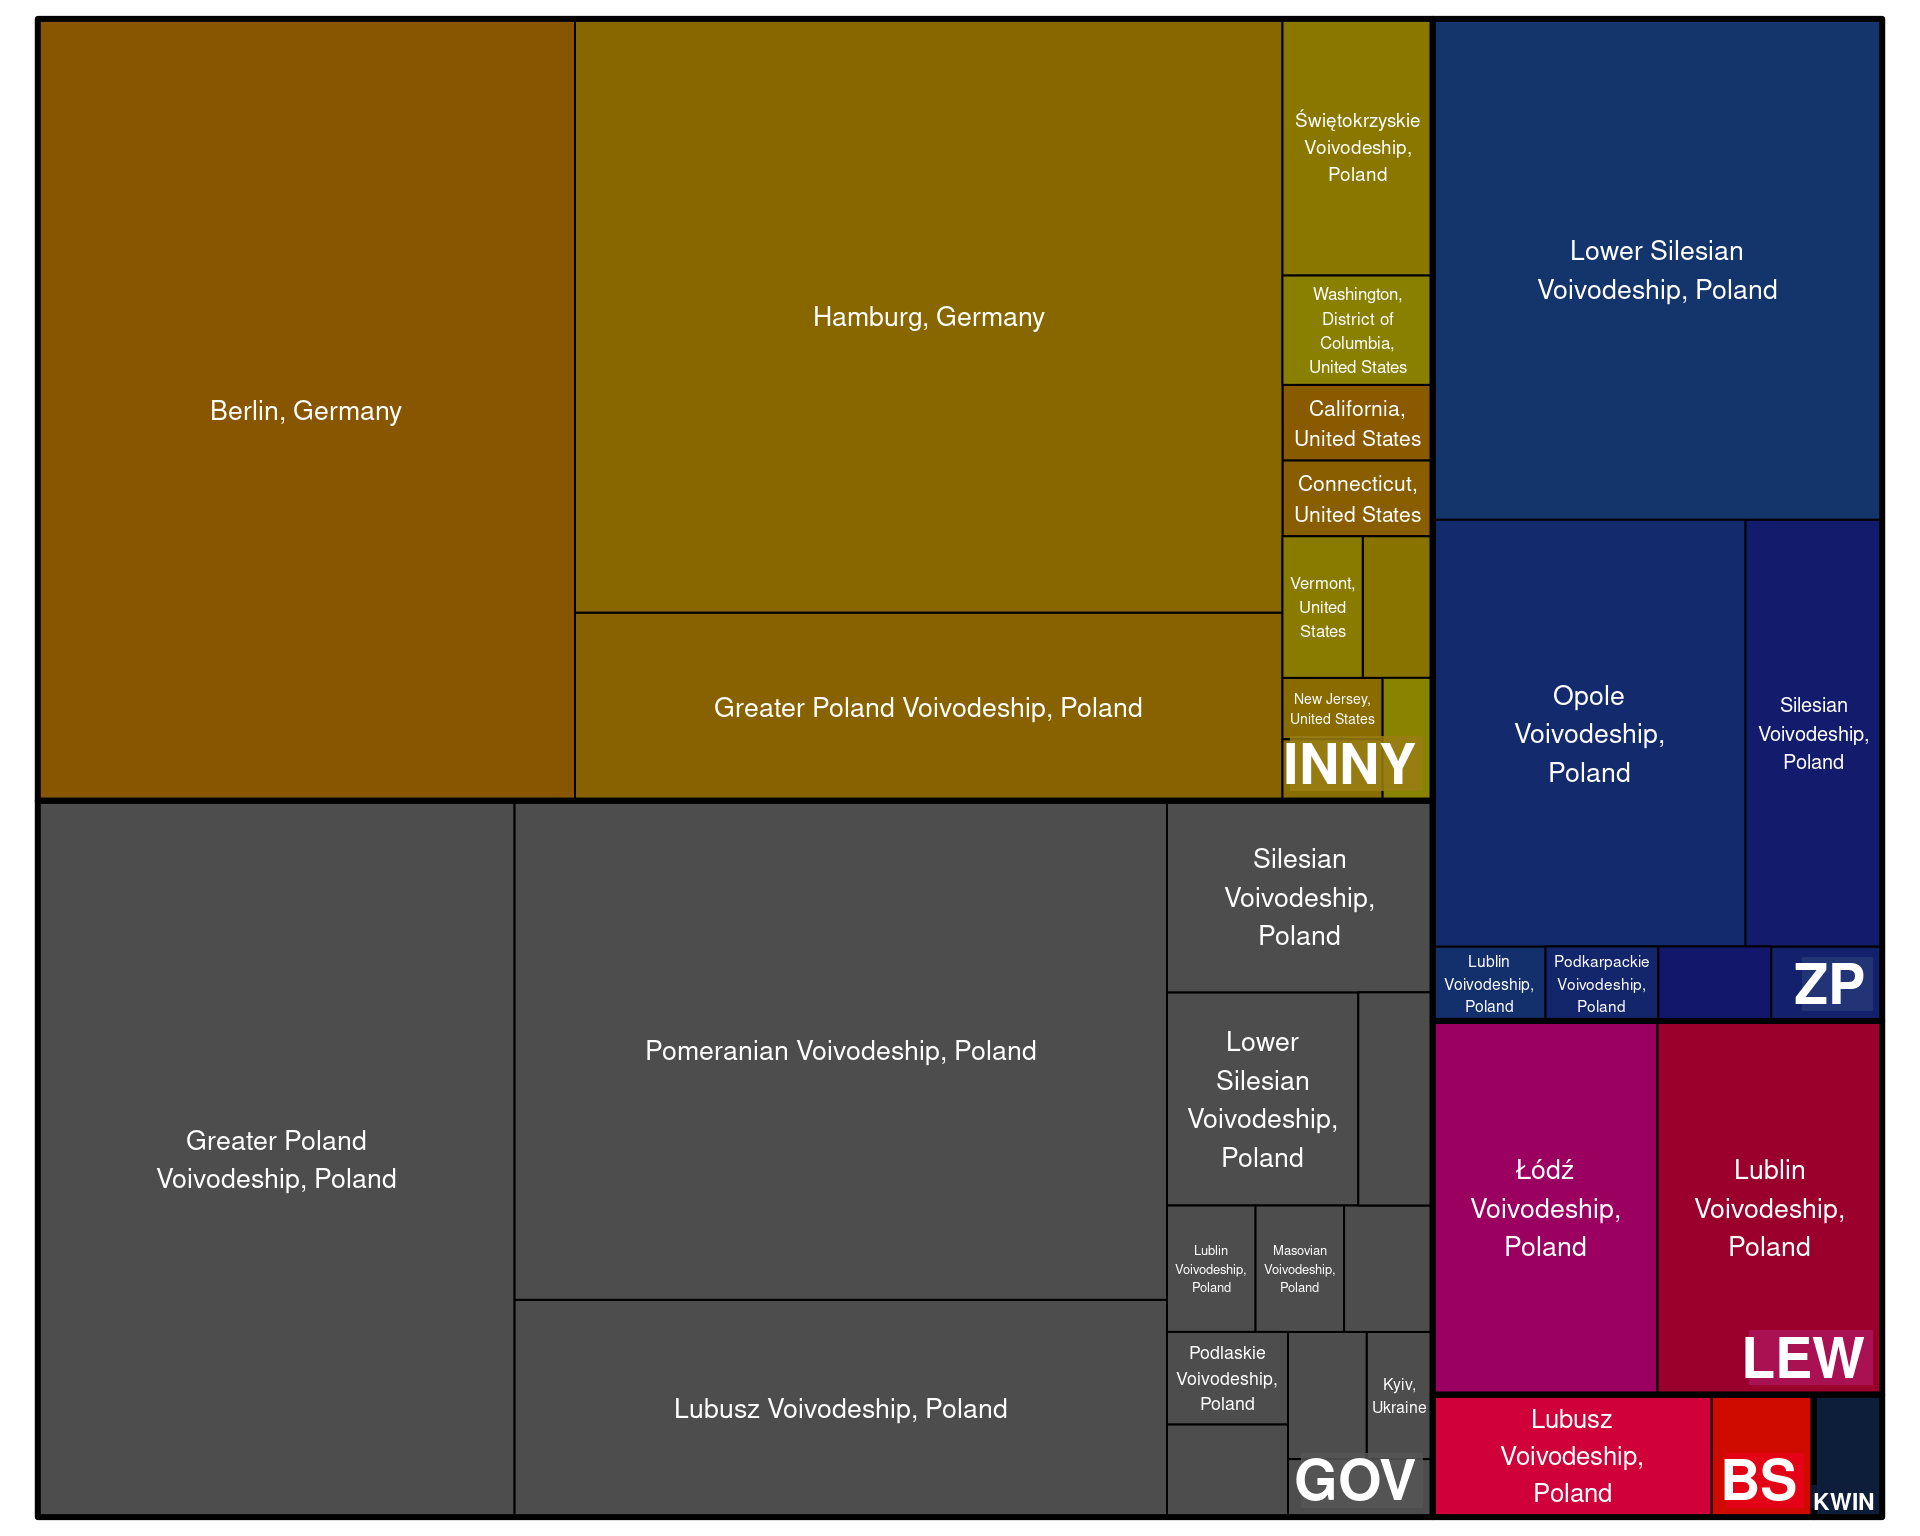 Berlin, Germany
Hamburg, Germany
Greater Poland Voivodeship, Poland
Świętokrzyskie
Voivodeship,
Poland
Washington,
District of
Columbia,
United States
California,
United States
Connecticut,
United States
Vermont,
United
States
New Jersey,
United States
INNY
Greater Poland
Voivodeship, Poland
Pomeranian Voivodeship, Poland
Lubusz Voivodeship, Poland
Silesian
Voivodeship,
Poland
Lower
Silesian
Voivodeship,
Poland
Lublin
Voivodeship,
Poland
Masovian
Voivodeship,
Poland
Podlaskie
Voivodeship,
Poland
Kyiv,
Ukraine
GOV
Lower Silesian
Voivodeship, Poland
Opole
Voivodeship,
Poland
Silesian
Voivodeship,
Poland
Lublin
Voivodeship,
Poland
Podkarpackie
Voivodeship,
Poland
ZP
Łódź
Voivodeship,
Poland
Lublin
Voivodeship,
Poland
LEW
Lubusz
Voivodeship,
Poland
BS
KWIN